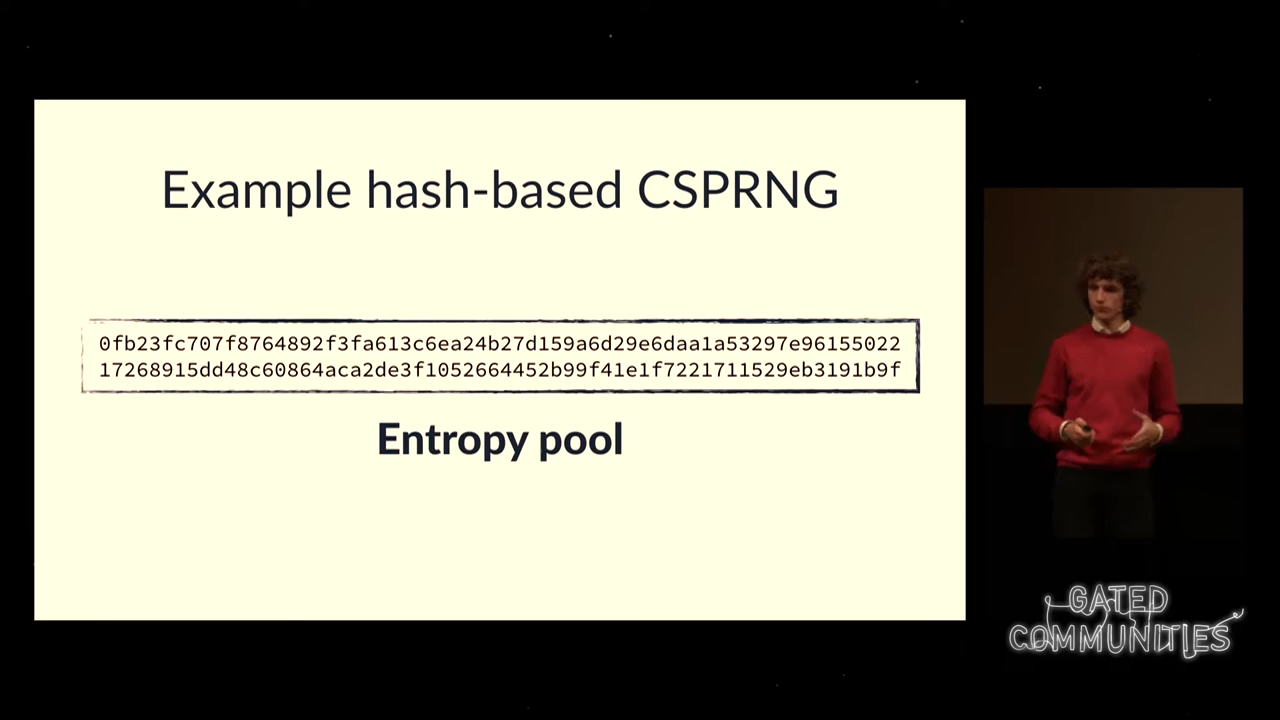 Example hash-based CSPRNG
0fb23fc707f8764892f3fa613c6ea24b27d159a6d29e6daa1a53297e96155022
17268915dd48c60864aca2de3f1052664452b99f41e1f7221711529eb3191b9f
Entropy pool
GATED
COMMUNITIES